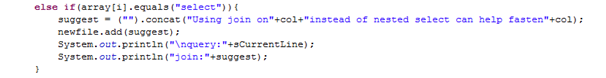 else if(array[i].equals("select")){
suggest = ("").concat("Using join on"+col+"instead of nested select can help fasten"+col);
newfile.add(suggest);
System.out.println("\nquery:"+sCurrentLine);
System.out.println("join:"+suggest);
}